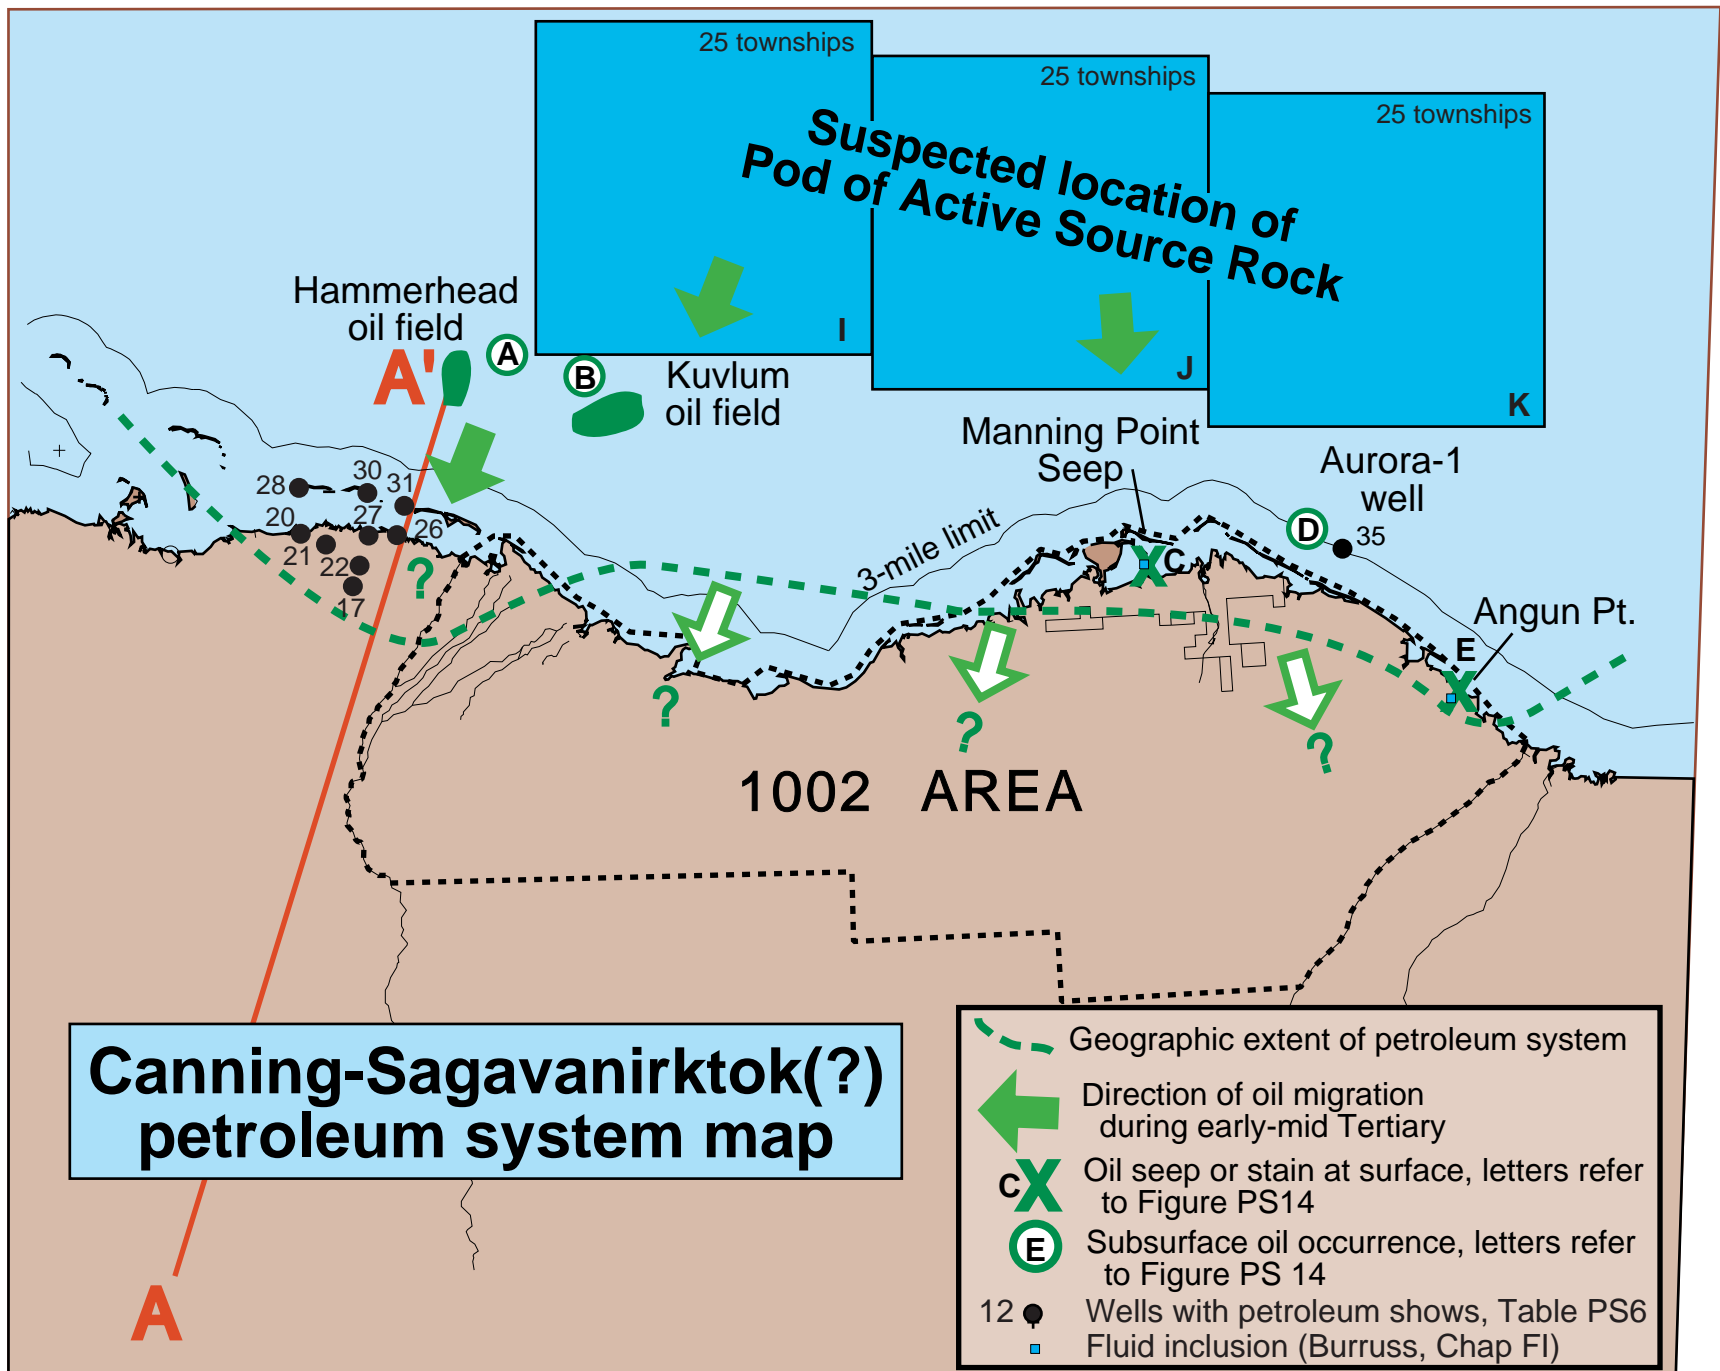 25 townships
25 townships
25 townships
Suspected location of
Pod of Active Source Rock
I
J
K
Hammerhead
oil field
A'
A
B
Kuvlum
oil field
Manning Point
Seep
Aurora-1
well
D
35
28
30
31
20
27
26
21
22
17
?
3-mile limit
C
Angun Pt.
E
?
?
?
1002 AREA
A
Canning-Sagavanirktok(?)
petroleum system map
Geographic extent of petroleum system
Direction of oil migration
during early-mid Tertiary
C X Oil seep or stain at surface, letters refer
to Figure PS14
E Subsurface oil occurrence, letters refer
to Figure PS 14
12 Wells with petroleum shows, Table PS6
Fluid inclusion (Burruss, Chap FI)